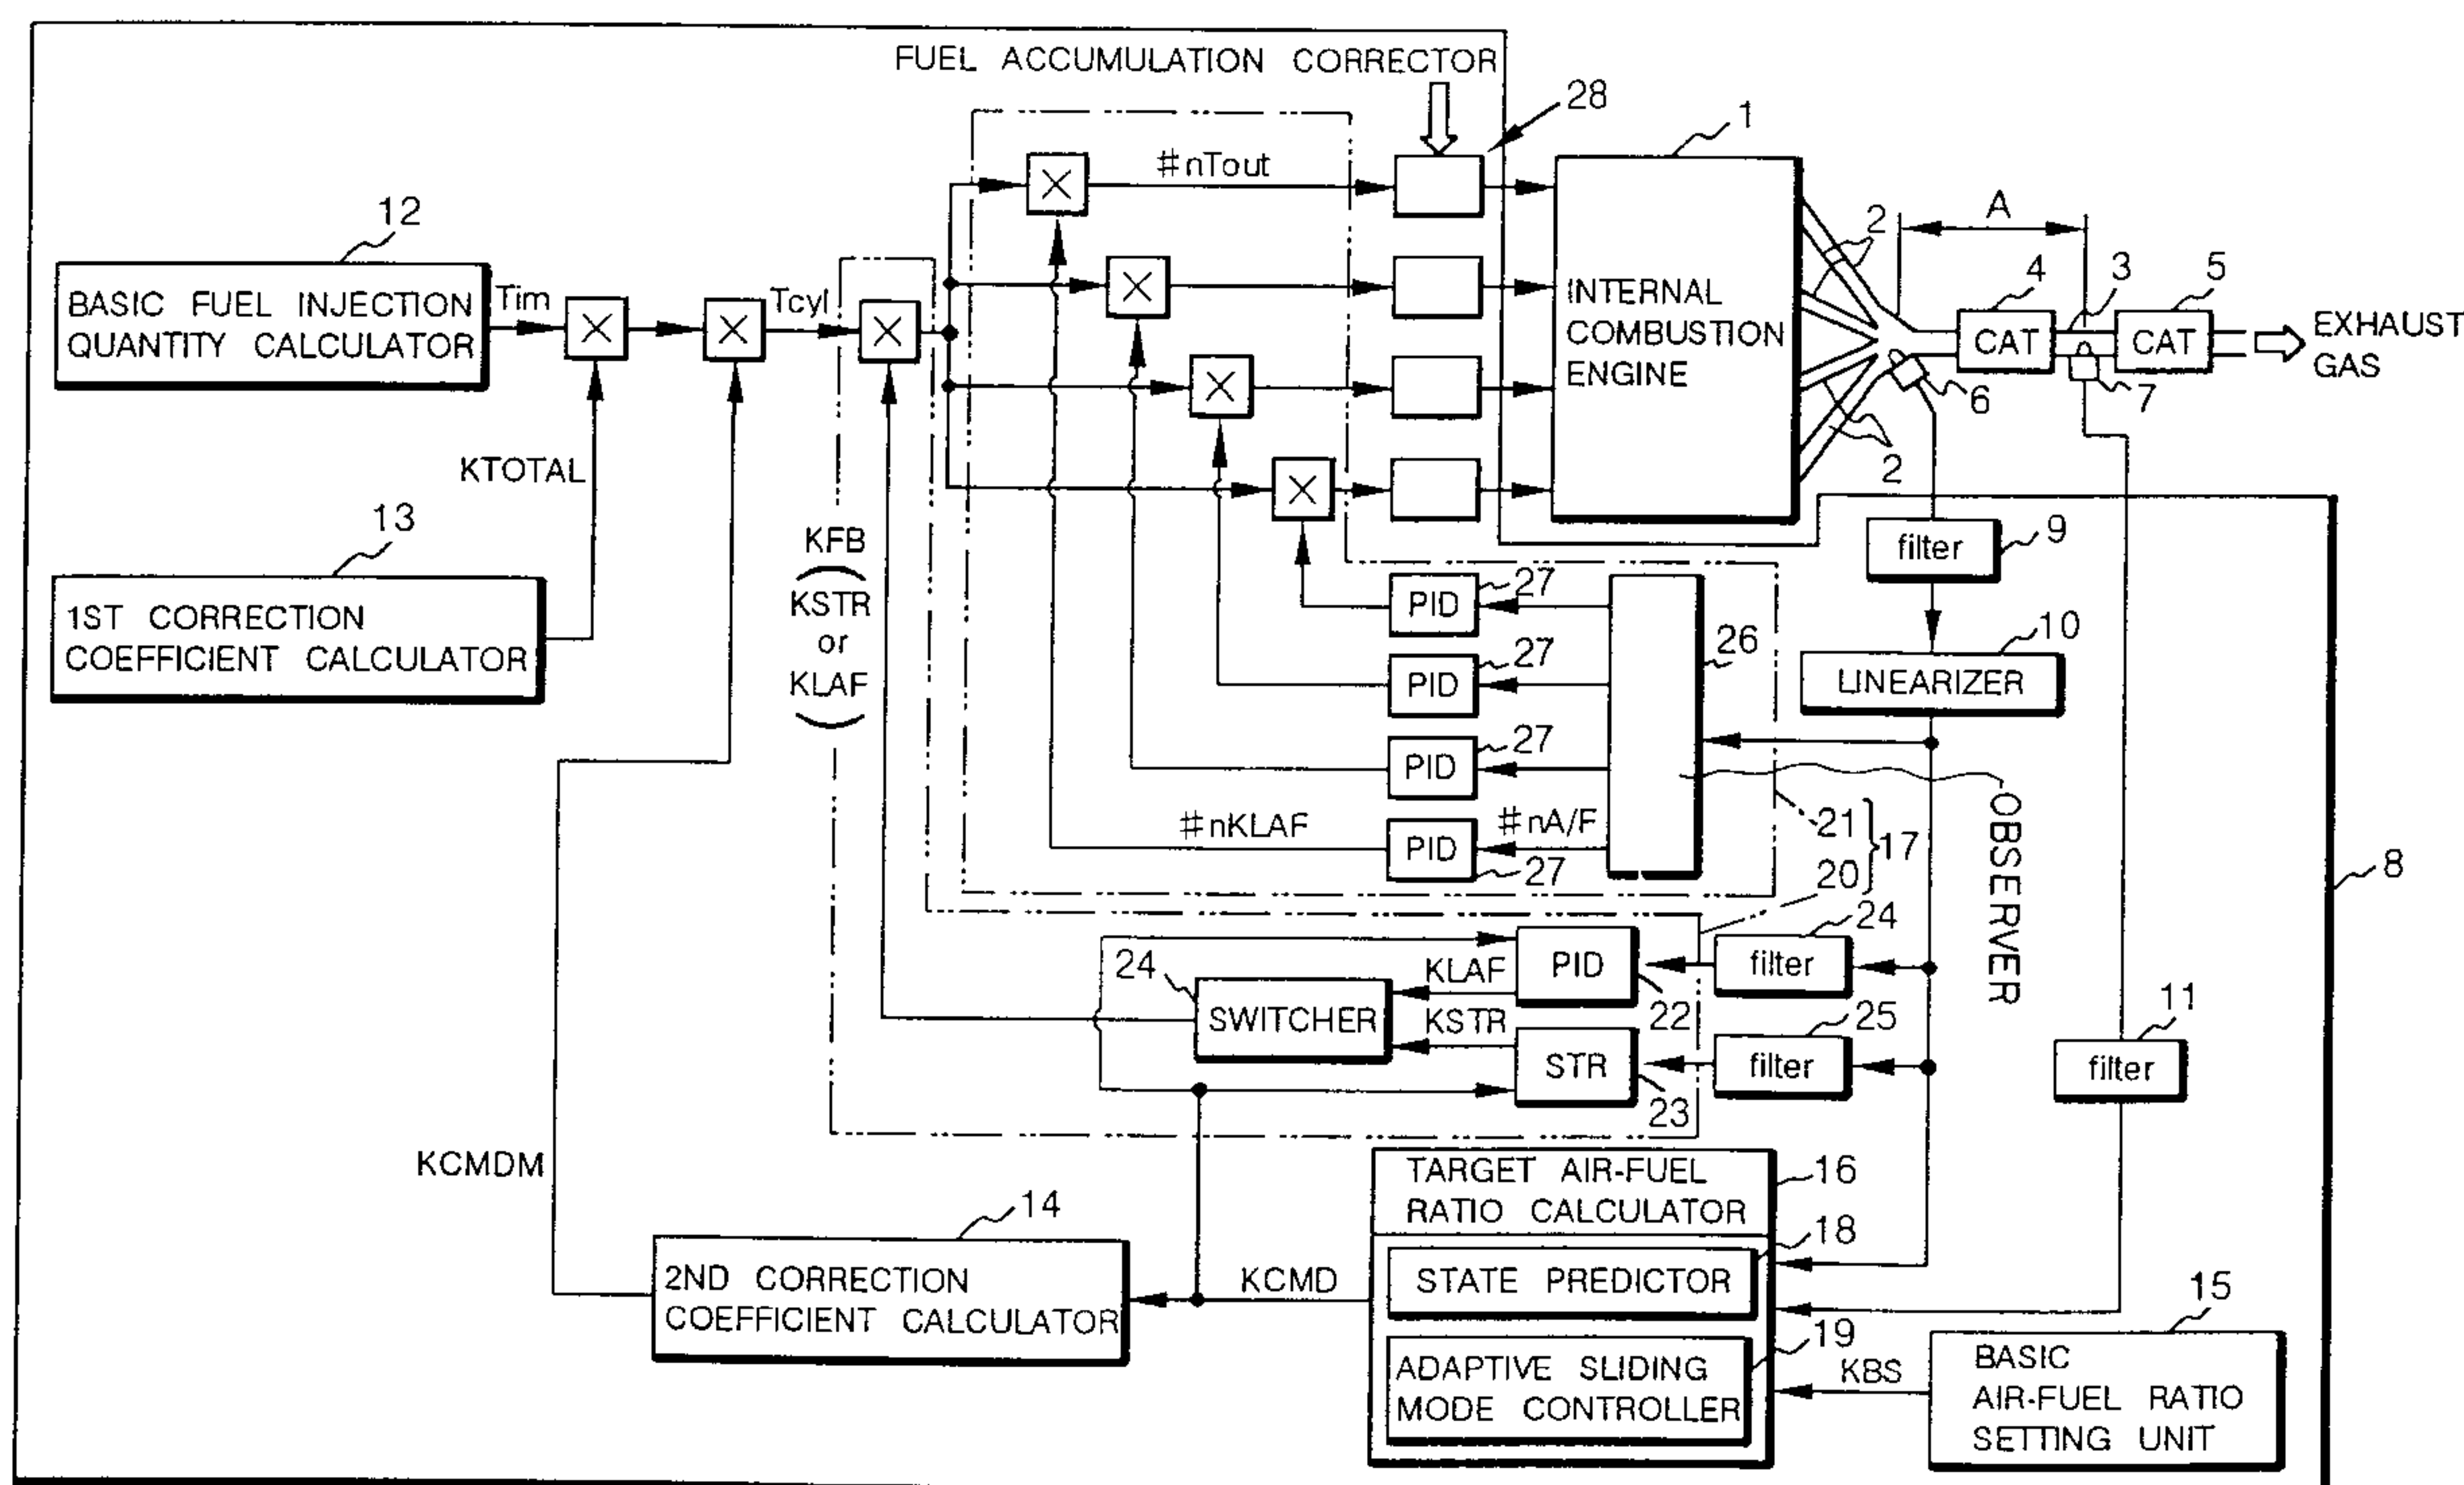 FUEL ACCUMULATION CORRECTOR
28
1
12
#nTout
A
2
4
3
5
BASIC FUEL INJECTION
QUANTITY CALCULATOR
Tim
×
×
Tcyl
×
×
×
×
×
INTERNAL
COMBUSTION
ENGINE
CAT
CAT
EXHAUST
GAS
6
7
2
KTOTAL
13
1ST CORRECTION
COEFFICIENT CALCULATOR
KFB
(KSTR
or
KLAF)
filter
9
PID
27
PID
27
PID
27
PID
27
26
10
LINEARIZER
#nKLAF
#nA/F
OBSERVER
21
20
}17
8
24
SWITCHER
KLAF
KSTR
PID
22
STR
23
24
filter
25
filter
11
filter
KCMDM
14
2ND CORRECTION
COEFFICIENT CALCULATOR
KCMD
TARGET AIR-FUEL
RATIO CALCULATOR
16
18
STATE PREDICTOR
19
ADAPTIVE SLIDING
MODE CONTROLLER
KBS
15
BASIC
AIR-FUEL RATIO
SETTING UNIT